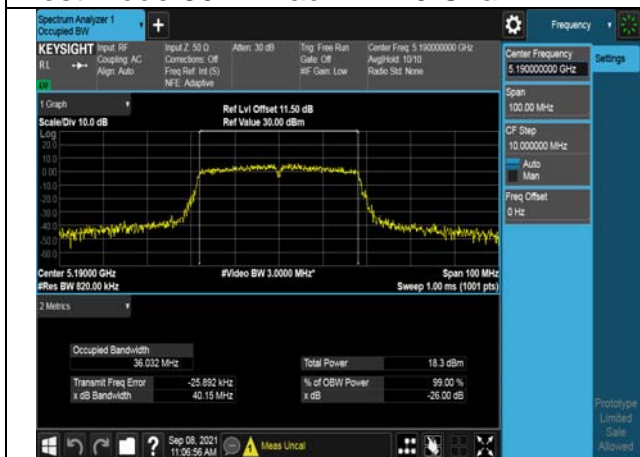 Spectrum Analyzer 1
Occupied BW
+
Frequency
KEYSIGHT
Input: RF
Coupling: AC
Align: Auto
Input Z: 50 Ω
Corrections: Off
Freq Ref: Int (S)
NFE: Adaptive
Atten: 30 dB
Trig: Free Run
Gate: Off
#IF Gain: Low
Center Freq: 5.190000000 GHz
Avg|Hold: 10/10
Radio Std: None
RL
Center Frequency
5.190000000 GHz
Settings
Span
100.00 MHz
CF Step
10.000000 MHz
Auto
Man
Freq Offset
0 Hz
1 Graph
Scale/Div 10.0 dB
Ref Lvl Offset 11.50 dB
Ref Value 30.00 dBm
Log
20.0
10.0
0.00
-10.0
-20.0
-30.0
-40.0
-50.0
-60.0
Center 5.19000 GHz
#Video BW 3.0000 MHz*
Span 100 MHz
#Res BW 820.00 kHz
Sweep 1.00 ms (1001 pts)
2 Metrics
Occupied Bandwidth
36.032 MHz
Total Power
18.3 dBm
Transmit Freq Error
-25.892 kHz
% of OBW Power
99.00 %
x dB Bandwidth
40.15 MHz
x dB
-26.00 dB
Prototype
Limited
Sale
Allowed
?
Sep 08, 2021
11:06:56 AM
Meas Uncal